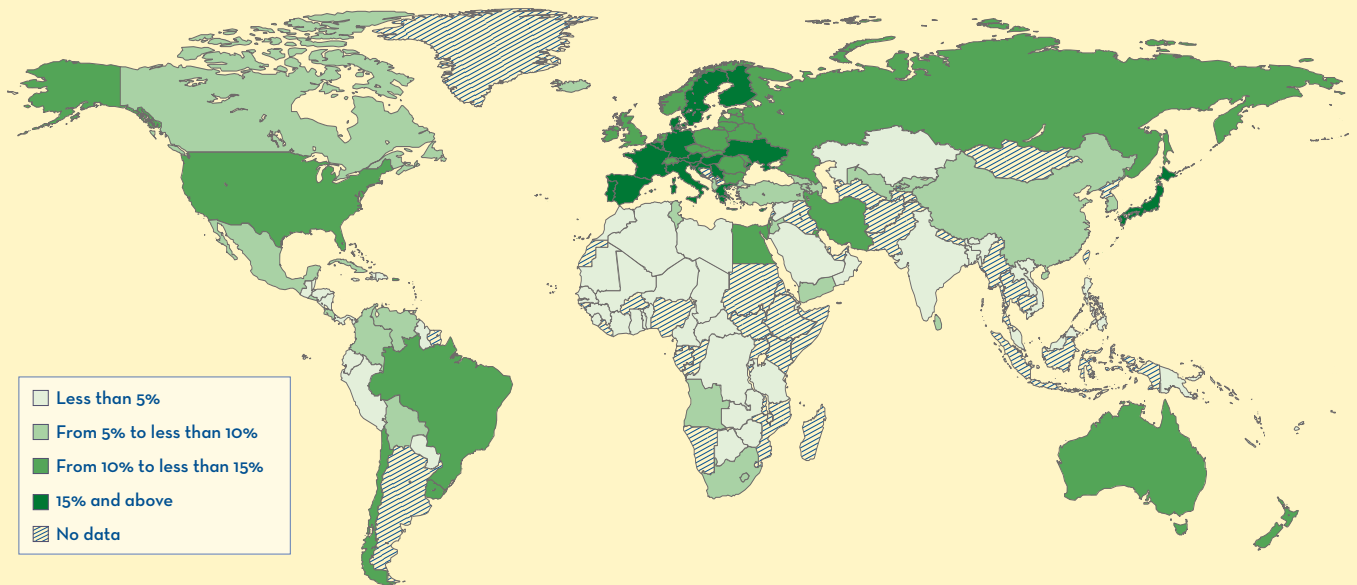 Less than 5%
From 5% to less than 10%
From 10% to less than 15%
15% and above
No data